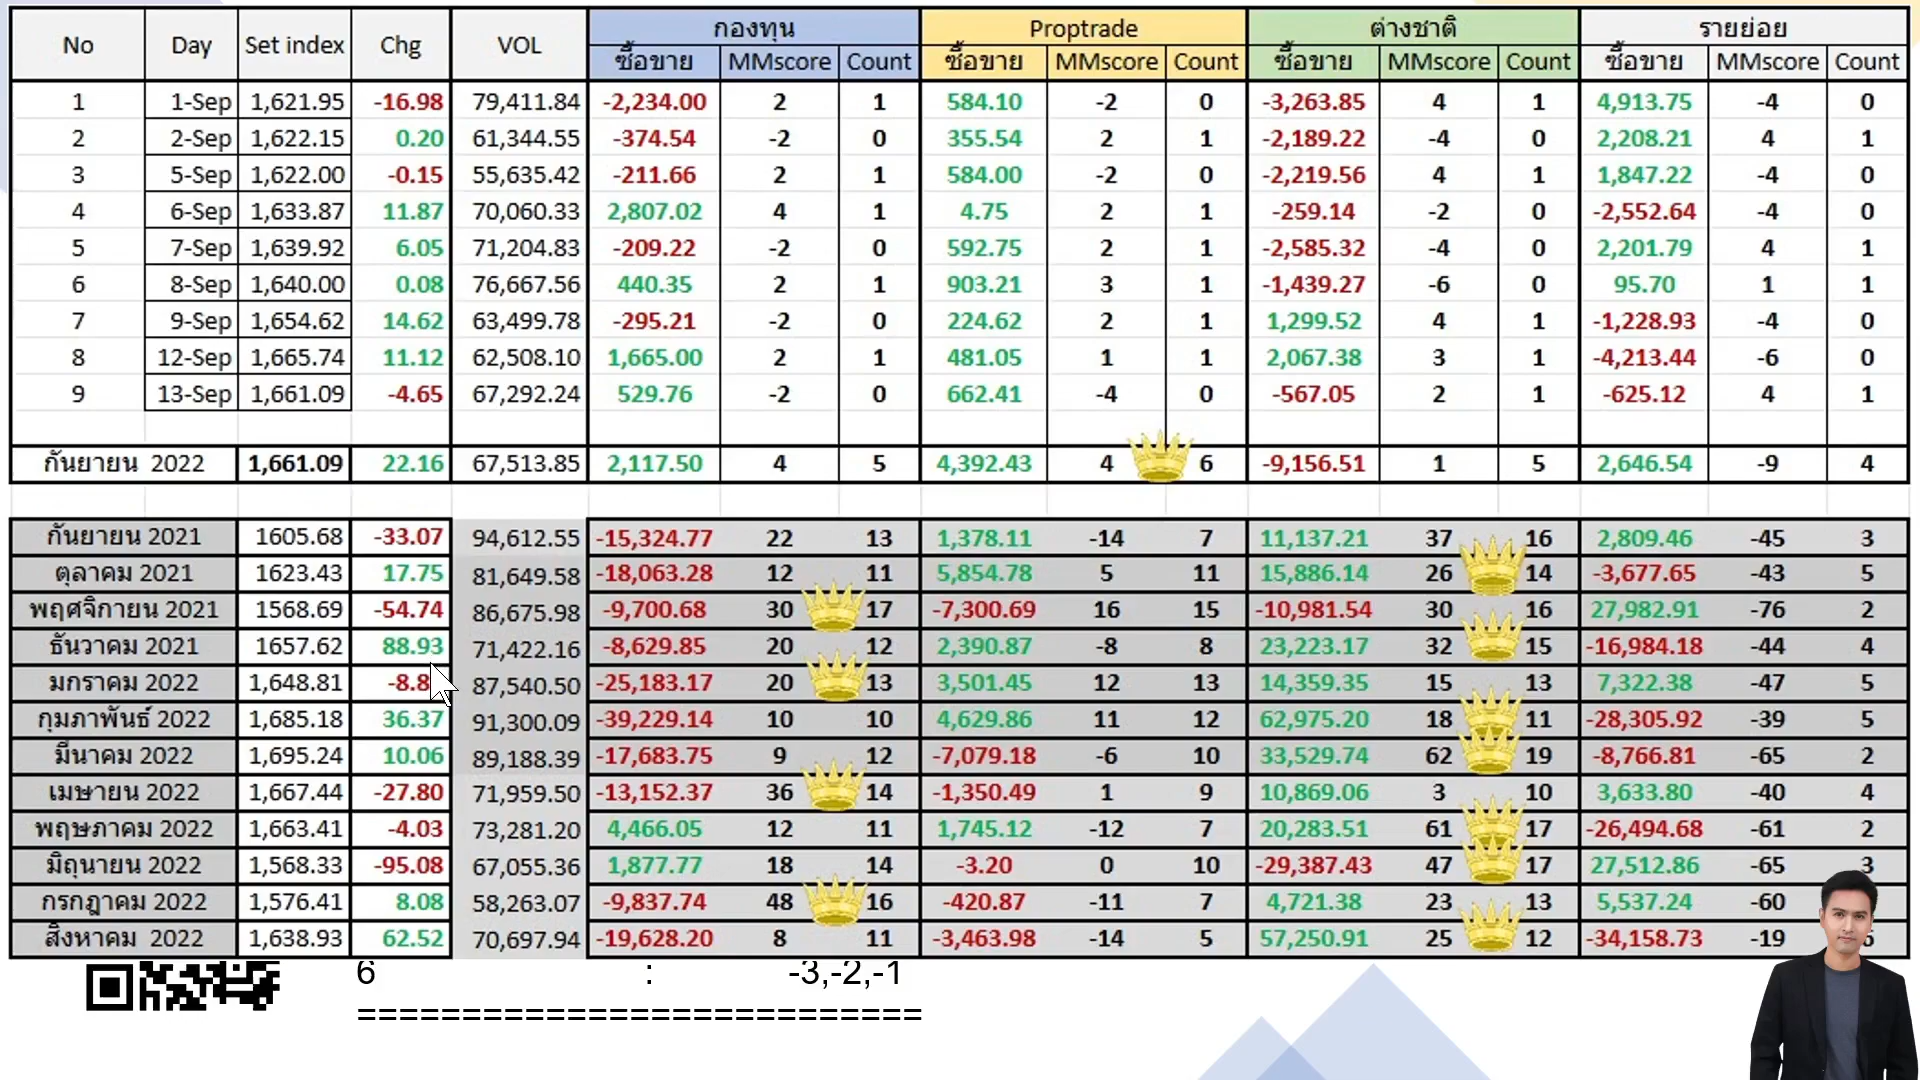 No Day Set index Chg VOL กองทุน Proptrade ต่างชาติ รายย่อย
ซื้อขาย MMscore Count ซื้อขาย MMscore Count ซื้อขาย MMscore Count ซื้อขาย MMscore Count
1 1-Sep 1,621.95 -16.98 79,411.84 -2,234.00 2 1 584.10 -2 0 -3,263.85 4 1 4,913.75 -4 0
2 2-Sep 1,622.15 0.20 61,344.55 -374.54 -2 0 355.54 2 1 -2,189.22 -4 0 2,208.21 4 1
3 5-Sep 1,622.00 -0.15 55,635.42 -211.66 2 1 584.00 -2 0 -2,219.56 4 1 1,847.22 -4 0
4 6-Sep 1,633.87 11.87 70,060.33 2,807.02 4 1 4.75 2 1 -259.14 -2 0 -2,552.64 -4 0
5 7-Sep 1,639.92 6.05 71,204.83 -209.22 -2 0 592.75 2 1 -2,585.32 -4 0 2,201.79 4 1
6 8-Sep 1,640.00 0.08 76,667.56 440.35 2 1 903.21 3 1 -1,439.27 -6 0 95.70 1 1
7 9-Sep 1,654.62 14.62 63,499.78 -295.21 -2 0 224.62 2 1 1,299.52 4 1 -1,228.93 -4 0
8 12-Sep 1,665.74 11.12 62,508.10 1,665.00 2 1 481.05 1 1 2,067.38 3 1 -4,213.44 -6 0
9 13-Sep 1,661.09 -4.65 67,292.24 529.76 -2 0 662.41 -4 0 -567.05 2 1 -625.12 4 1
กันยายน 2022 1,661.09 22.16 67,513.85 2,117.50 4 5 4,392.43 4 6 -9,156.51 1 5 2,646.54 -9 4
กันยายน 2021 1605.68 -33.07 94,612.55 -15,324.77 22 13 1,378.11 -14 7 11,137.21 37 16 2,809.46 -45 3
ตุลาคม 2021 1623.43 17.75 81,649.58 -18,063.28 12 11 5,854.78 5 11 15,886.14 26 14 -3,677.65 -43 5
พฤศจิกายน 2021 1568.69 -54.74 86,675.98 -9,700.68 30 17 -7,300.69 16 15 -10,981.54 30 16 27,982.91 -76 2
ธันวาคม 2021 1657.62 88.93 71,422.16 -8,629.85 20 12 2,390.87 -8 8 23,223.17 32 15 -16,984.18 -44 4
มกราคม 2022 1,648.81 -8.8 87,540.50 -25,183.17 20 13 3,501.45 12 13 14,359.35 15 13 7,322.38 -47 5
กุมภาพันธ์ 2022 1,685.18 36.37 91,300.09 -39,229.14 10 10 4,629.86 11 12 62,975.20 18 11 -28,305.92 -39 5
มีนาคม 2022 1,695.24 10.06 89,188.39 -17,683.75 9 12 -7,079.18 -6 10 33,529.74 62 19 -8,766.81 -65 2
เมษายน 2022 1,667.44 -27.80 71,959.50 -13,152.37 36 14 -1,350.49 1 9 10,869.06 3 10 3,633.80 -40 4
พฤษภาคม 2022 1,663.41 -4.03 73,281.20 4,466.05 12 11 1,745.12 -12 7 20,283.51 61 17 -26,494.68 -61 2
มิถุนายน 2022 1,568.33 -95.08 67,055.36 1,877.77 18 14 -3.20 0 10 -29,387.43 47 17 27,512.86 -65 3
กรกฎาคม 2022 1,576.41 8.08 58,263.07 -9,837.74 48 16 -420.87 -11 7 4,721.38 23 13 5,537.24 -60
สิงหาคม 2022 1,638.93 62.52 70,697.94 -19,628.20 8 11 -3,463.98 -14 5 57,250.91 25 12 -34,158.73 -19
6 : -3,-2,-1
===========================